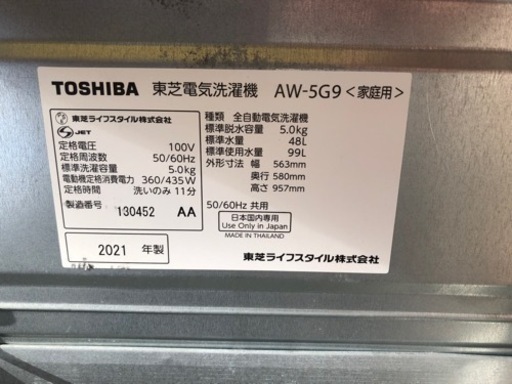 TOSHIBA 東芝電気洗濯機 AW-5G9<家庭用>
東芝ライフスタイル株式会社
S JET
定格電圧 100V
定格周波数 50/60Hz
標準洗濯容量 5.0kg
電動機定格消費電力 360/435W
定格時間 洗いのみ 11分
製造番号 130452 AA
2021 年製
種類 全自動電気洗濯機
標準脱水容量 5.0kg
標準水量 48L
標準使用水量 99L
外形寸法 幅 563mm
奥行 580mm
高さ 957mm
50/60Hz 共用
日本国内専用
Use Only in Japan
MADE IN THAILAND
東芝ライフスタイル株式会社